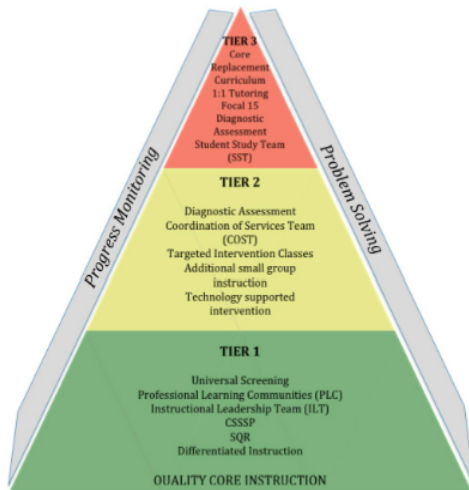 TIER 3
Core
Replacement
Curriculum
1:1 Tutoring
Focal 15
Diagnostic
Assessment
Student Study Team
(SST)
Progress Monitoring
Problem Solving
TIER 2
Diagnostic Assessment
Coordination of Services Team
(COST)
Targeted Intervention Classes
Additional small group
instruction
Technology supported
intervention
TIER 1
Universal Screening
Professional Learning Communities (PLC)
Instructional Leadership Team (ILT)
CSSSP
SQR
Differentiated Instruction
QUALITY CORE INSTRUCTION